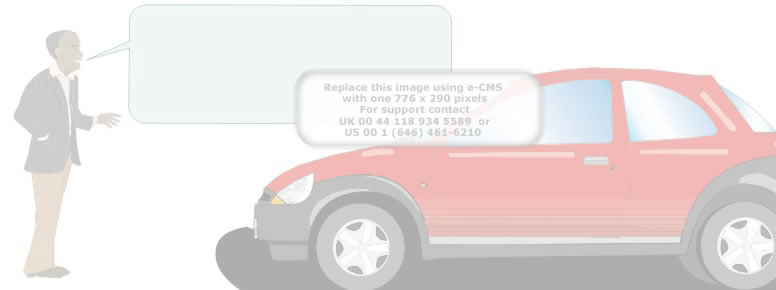 Replace this image using e-CMS
with one 776 x 290 pixels
For support contact
UK 00 44 118 934 5589 or
US 00 1 (646) 461-6210